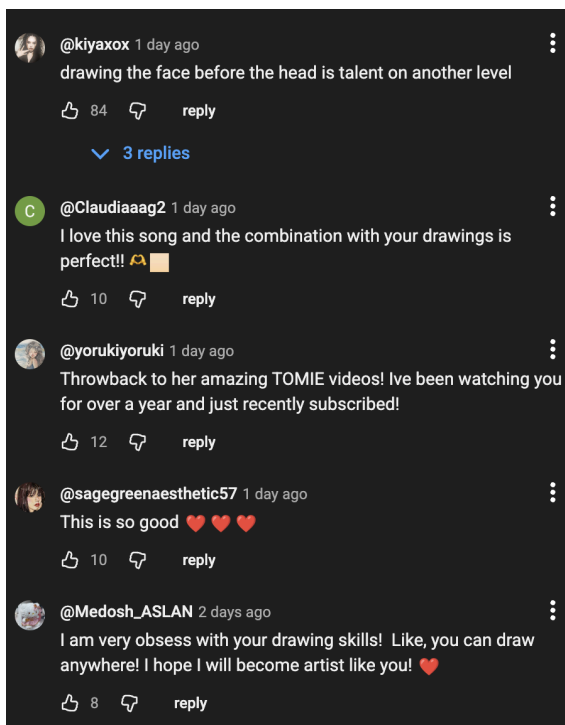 @kiyaxox 1 day ago
drawing the face before the head is talent on another level
84 reply
3 replies
C
@Claudiaaag2 1 day ago
I love this song and the combination with your drawings is
perfect!! 🫶🏻
10 reply
@yorukiyoruki 1 day ago
Throwback to her amazing TOMIE videos! Ive been watching you
for over a year and just recently subscribed!
12 reply
@sagegreenaesthetic57 1 day ago
This is so good ❤️ ❤️ ❤️
10 reply
@Medosh_ASLAN 2 days ago
I am very obsess with your drawing skills!  Like, you can draw
anywhere! I hope I will become artist like you! ❤️
8 reply